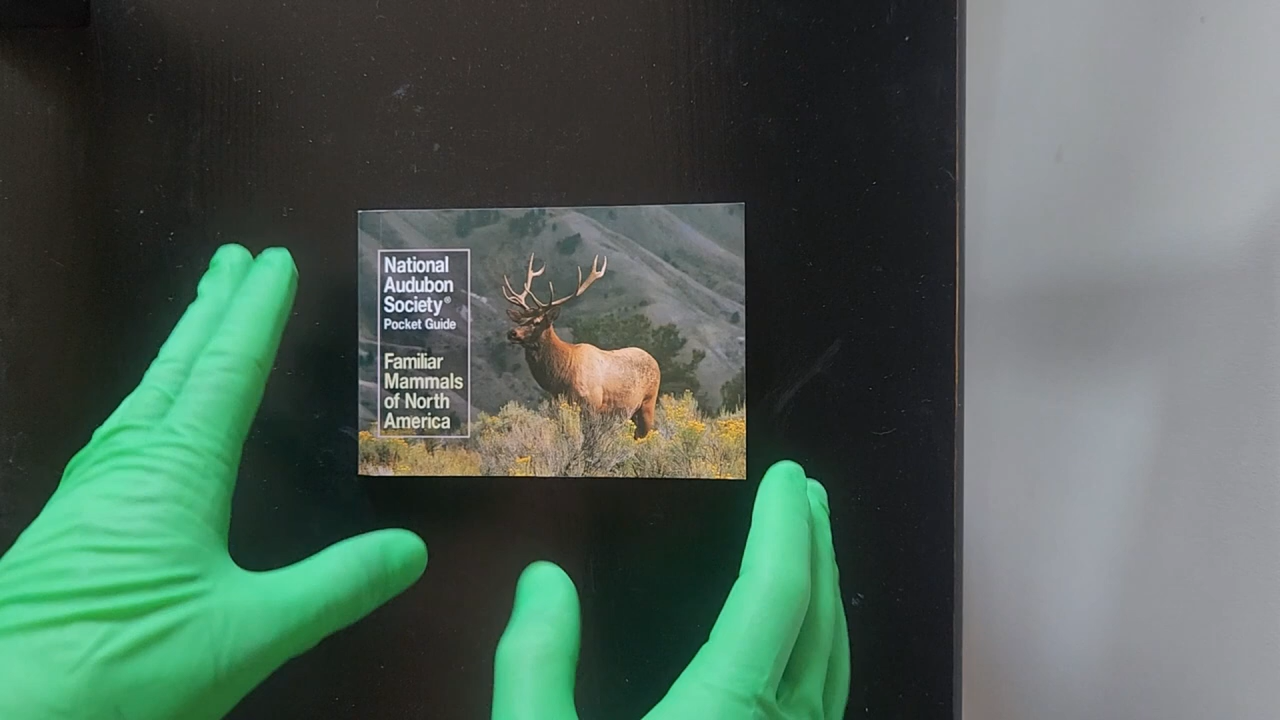 National
Audubon
Society®
Pocket Guide
Familiar
Mammals
of North
America